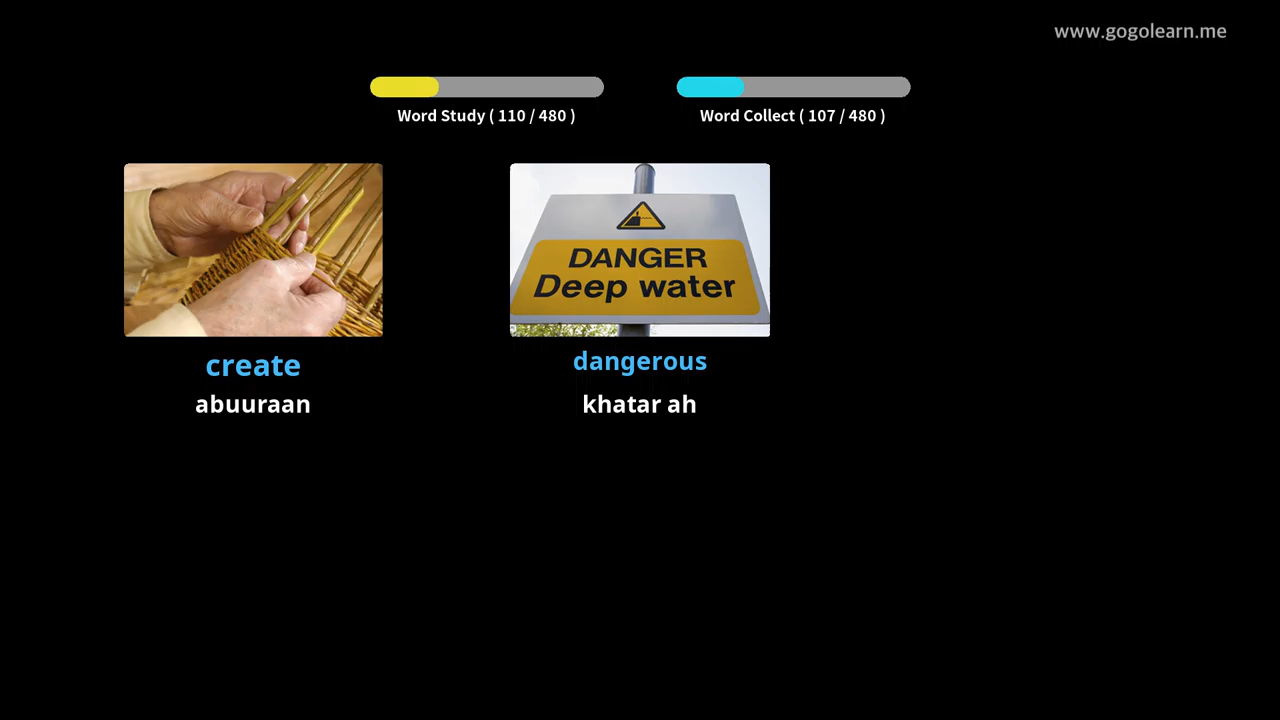 www.gogolearn.me
Word Study ( 110 / 480 )
Word Collect ( 107 / 480 )
DANGER
Deep water
create
dangerous
abuuraan
khatar ah